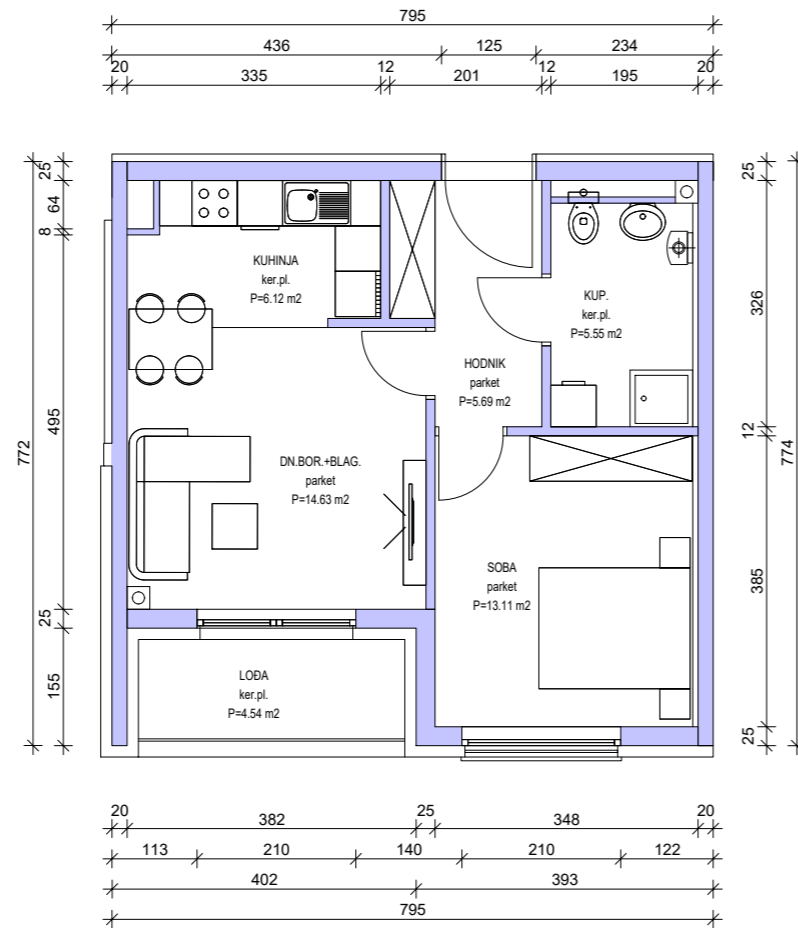 795
436 125 234
20 335 12 201 12 195 20
25
64
8
495
25
155
772
25
326
12
385
25
774
KUHINJA
ker.pl.
P=6.12 m2
KUP.
ker.pl.
P=5.55 m2
HODNIK
parket
P=5.69 m2
DN.BOR.+BLAG.
parket
P=14.63 m2
SOBA
parket
P=13.11 m2
LOĐA
ker.pl.
P=4.54 m2
20 382 25 348 20
113 210 140 210 122
402 393
795